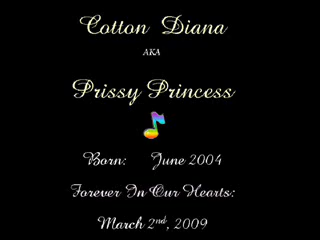 Cotton Diana
AKA
Prissy Princess
Born: June 2004
Forever In Our Hearts:
March 2nd, 2009